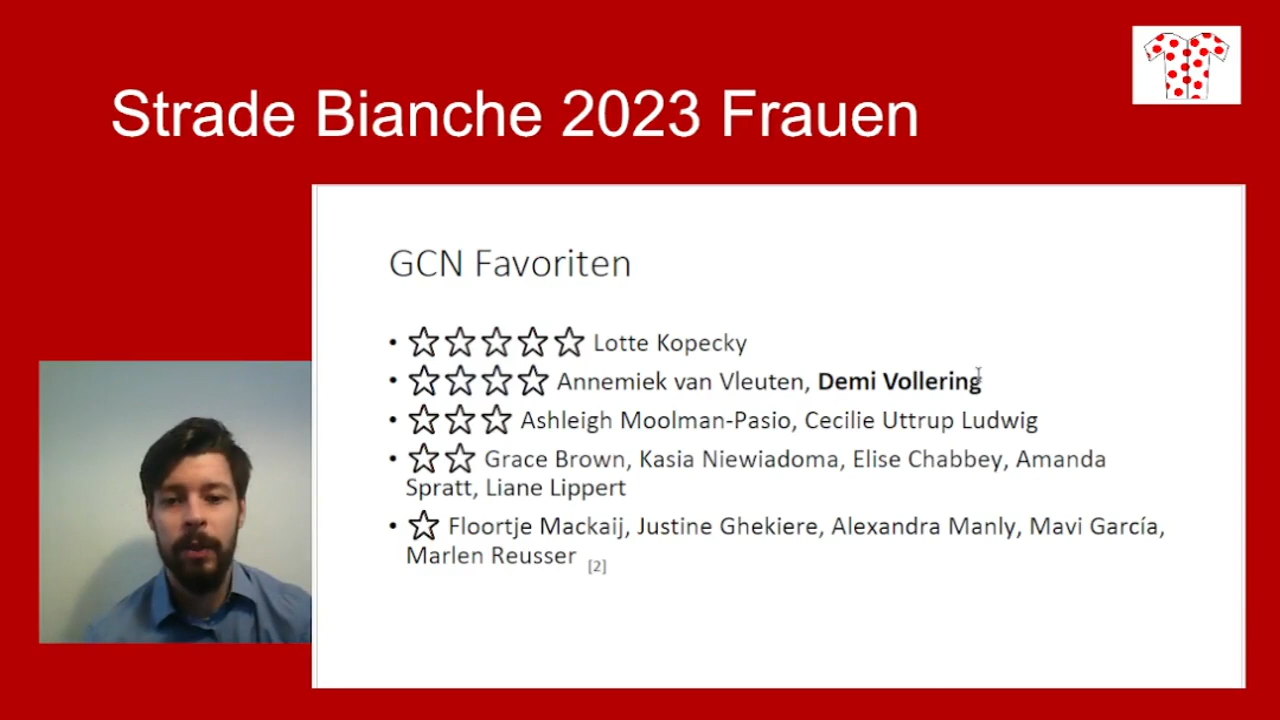 Strade Bianche 2023 Frauen
GCN Favoriten
• ☆☆☆☆☆ Lotte Kopecky
• ☆☆☆☆ Annemiek van Vleuten, Demi Vollering
• ☆☆☆ Ashleigh Moolman-Pasio, Cecilie Uttrup Ludwig
• ☆☆ Grace Brown, Kasia Niewiadoma, Elise Chabbey, Amanda
Spratt, Liane Lippert
• ☆ Floortje Mackaij, Justine Ghekiere, Alexandra Manly, Mavi García,
Marlen Reusser [2]